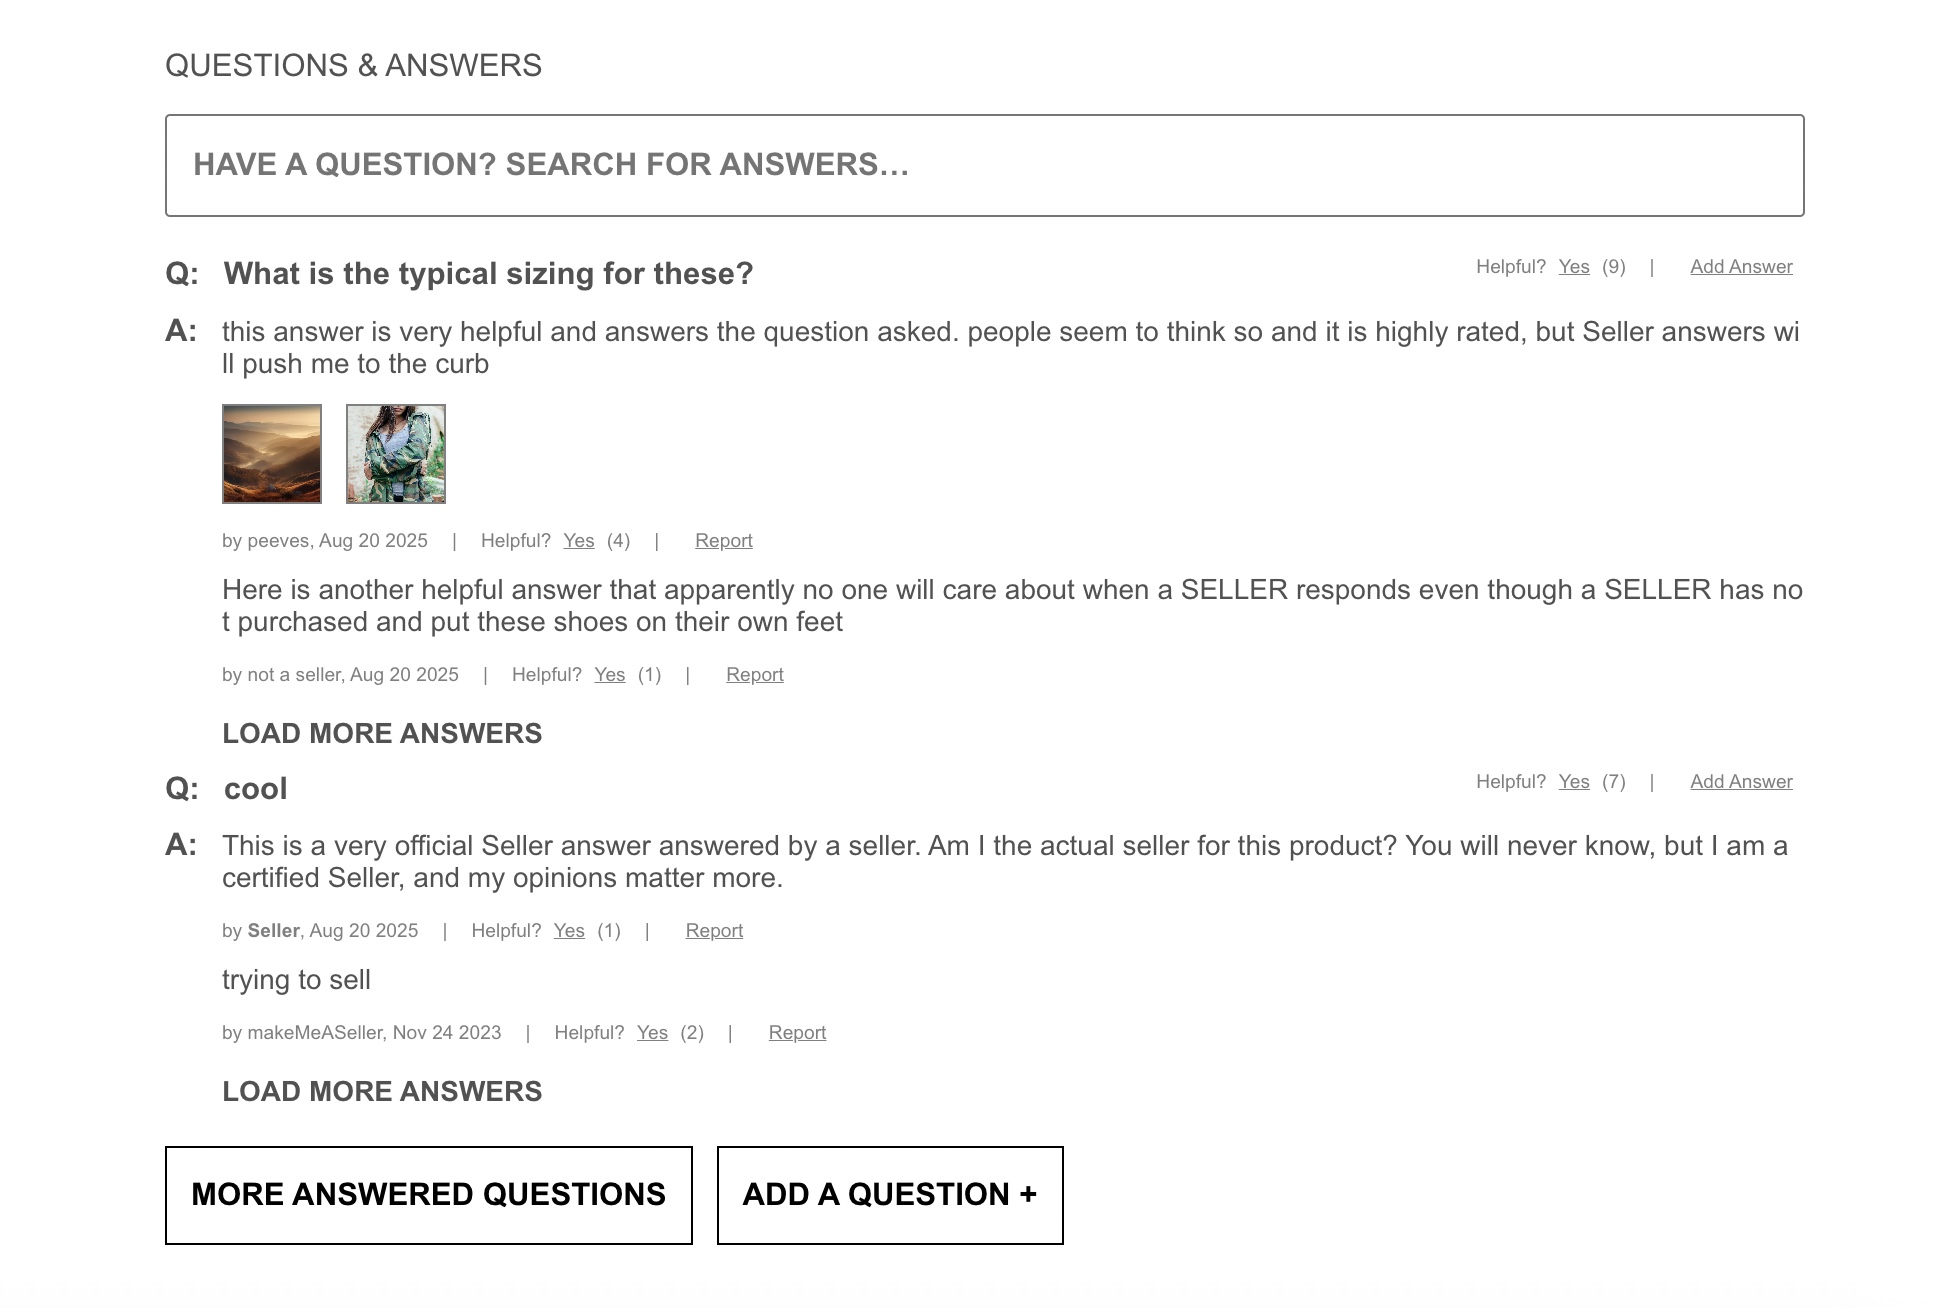 QUESTIONS & ANSWERS
HAVE A QUESTION? SEARCH FOR ANSWERS…
Q: What is the typical sizing for these? Helpful? Yes (9) | Add Answer
A: this answer is very helpful and answers the question asked. people seem to think so and it is highly rated, but Seller answers wi
ll push me to the curb
by peeves, Aug 20 2025 | Helpful? Yes (4) | Report
Here is another helpful answer that apparently no one will care about when a SELLER responds even though a SELLER has no
t purchased and put these shoes on their own feet
by not a seller, Aug 20 2025 | Helpful? Yes (1) | Report
LOAD MORE ANSWERS
Q: cool Helpful? Yes (7) | Add Answer
A: This is a very official Seller answer answered by a seller. Am I the actual seller for this product? You will never know, but I am a
certified Seller, and my opinions matter more.
by Seller, Aug 20 2025 | Helpful? Yes (1) | Report
trying to sell
by makeMeASeller, Nov 24 2023 | Helpful? Yes (2) | Report
LOAD MORE ANSWERS
MORE ANSWERED QUESTIONS ADD A QUESTION +